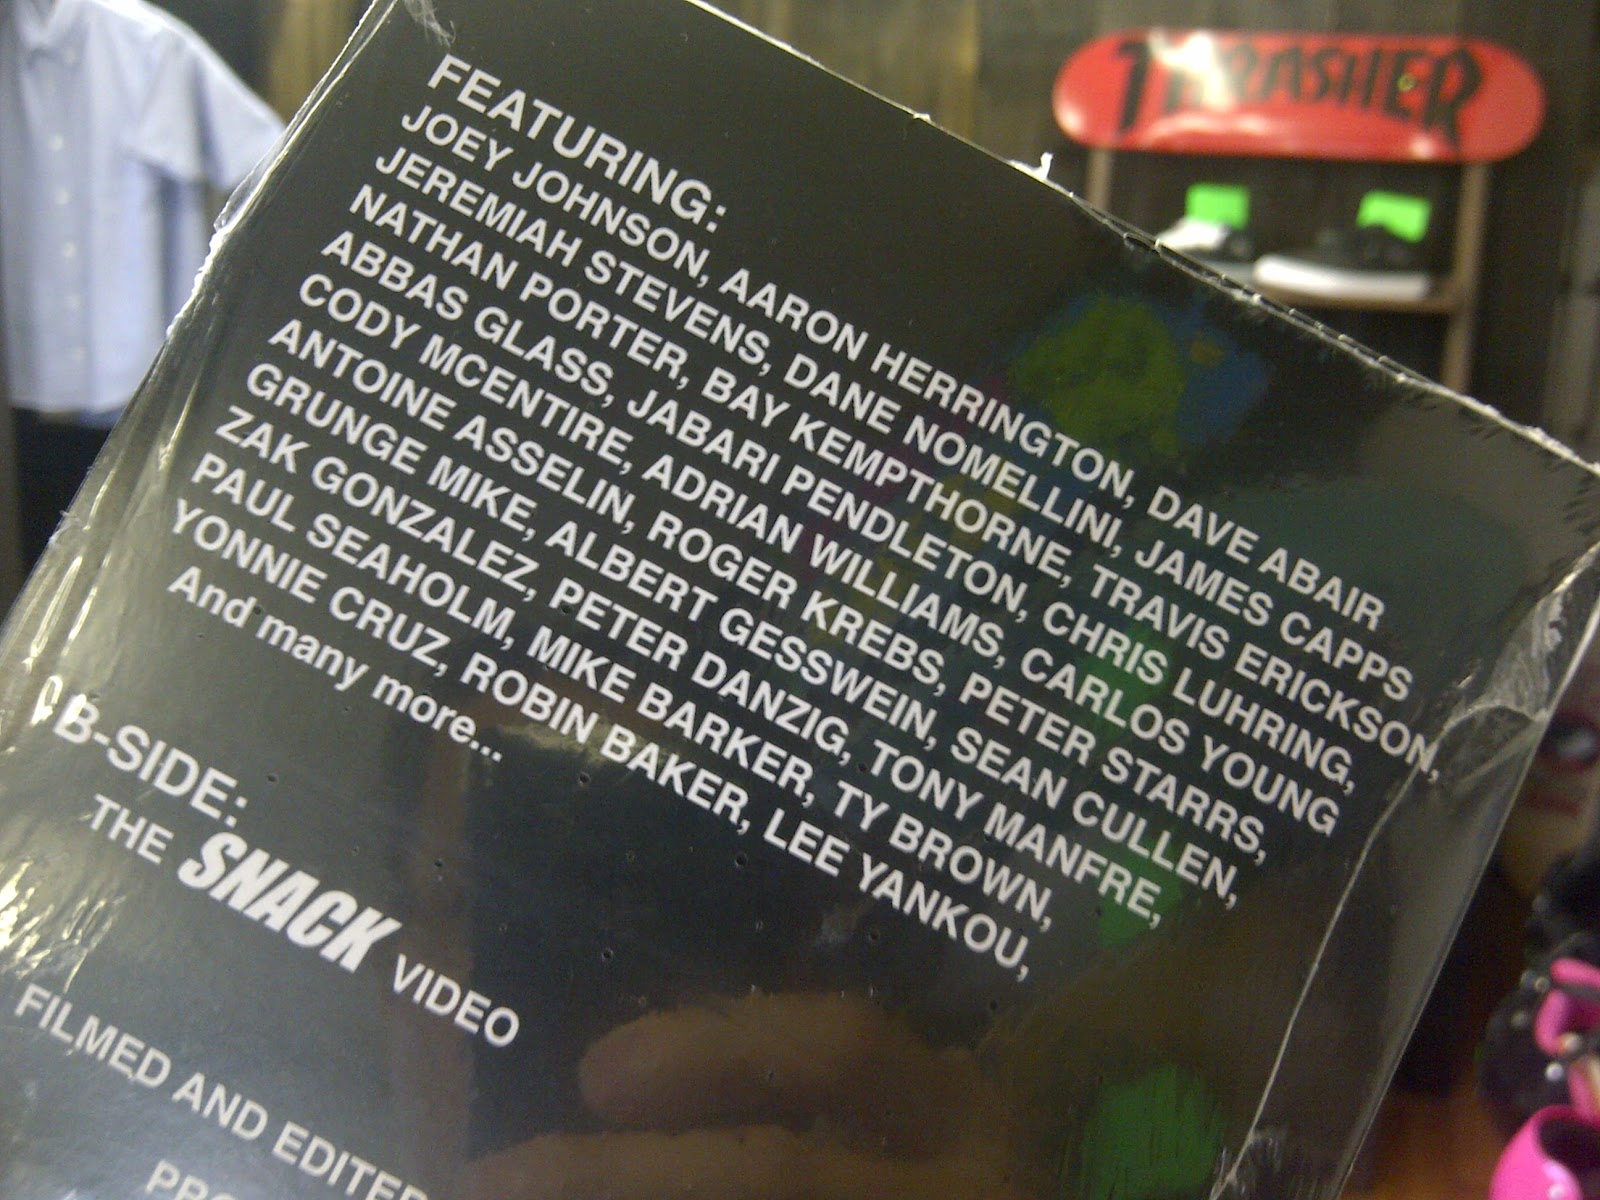 THRASHER
FEATURING:
JOEY JOHNSON, AARON HERRINGTON, DAVE ABAIR
JEREMIAH STEVENS, DANE NOMELLINI, JAMES CAPPS
NATHAN PORTER, BAY KEMPTHORNE, TRAVIS ERICKSON,
ABBAS GLASS, JABARI PENDLETON, CHRIS LUHRING,
CODY MCENTIRE, ADRIAN WILLIAMS, CARLOS YOUNG
ANTOINE ASSELIN, ROGER KREBS, PETER STARRS,
GRUNGE MIKE, ALBERT GESSWEIN, SEAN CULLEN,
ZAK GONZALEZ, PETER DANZIG, TONY MANFRE,
PAUL SEAHOLM, MIKE BARKER, TY BROWN,
YONNIE CRUZ, ROBIN BAKER, LEE YANKOU,
And many more...
B-SIDE:
THE SNACK VIDEO
FILMED AND EDITED